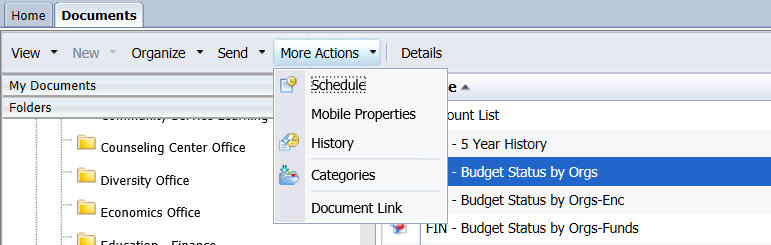 Home Documents
View New Organize Send More Actions Details
My Documents
Folders
Community Service Learning
Counseling Center Office
Diversity Office
Economics Office
Education - Finance
Schedule
Mobile Properties
History
Categories
Document Link
e
ount List
- 5 Year History
- Budget Status by Orgs
- Budget Status by Orgs-Enc
FIN - Budget Status by Orgs-Funds